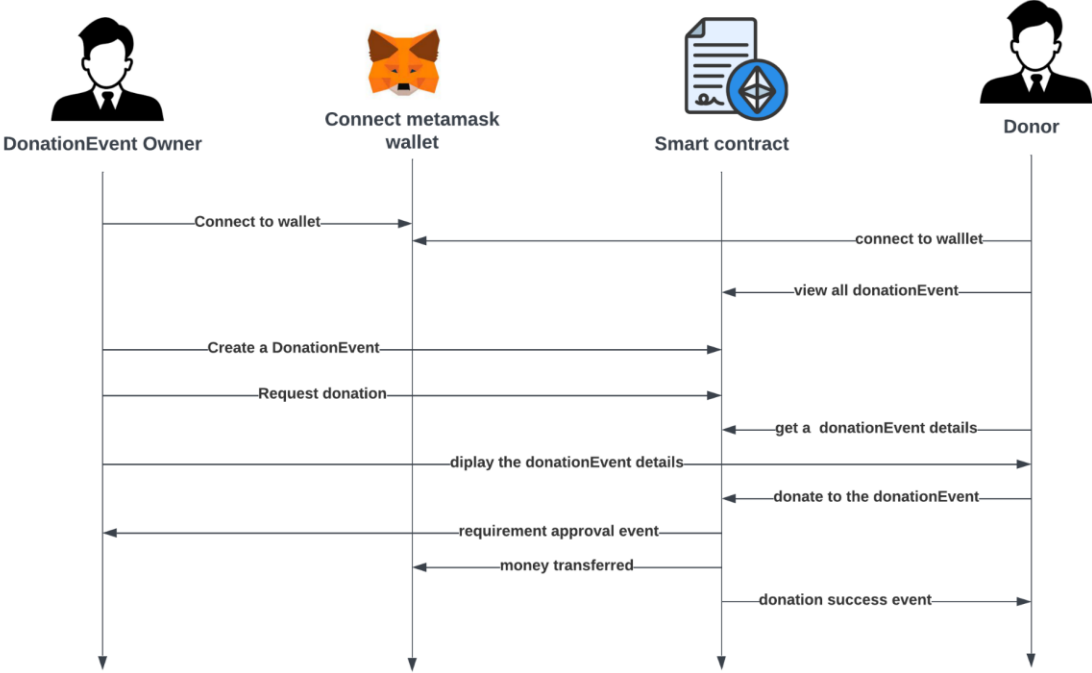 DonationEvent Owner
Connect metamask
wallet
Smart contract
Donor
Connect to wallet
connect to walllet
view all donationEvent
Create a DonationEvent
Request donation
get a donationEvent details
diplay the donationEvent details
donate to the donationEvent
requirement approval event
money transferred
donation success event